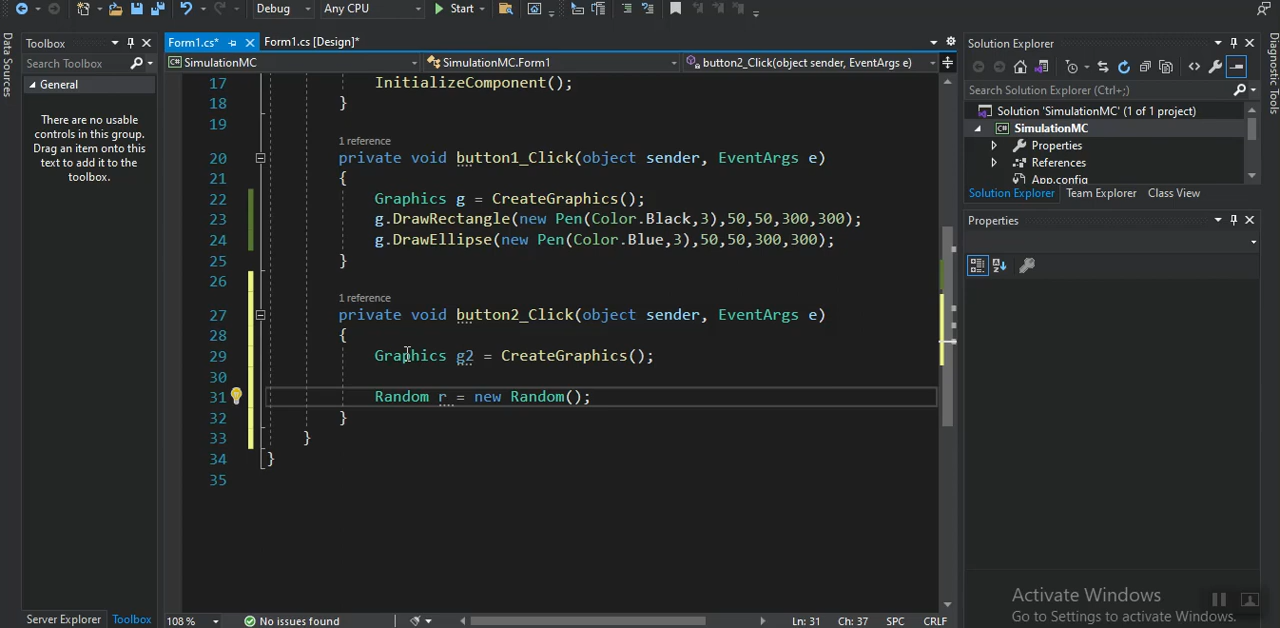 Debug Any CPU Start
Toolbox
Form1.cs*
Form1.cs [Design]*
Solution Explorer
Search Toolbox
SimulationMC
SimulationMC.Form1
button2_Click(object sender, EventArgs e)
General
There are no usable
controls in this group.
Drag an item onto this
text to add it to the
toolbox.
Data Sources
17 InitializeComponent();
18 }
19
1 reference
20 private void button1_Click(object sender, EventArgs e)
21 {
22 Graphics g = CreateGraphics();
23 g.DrawRectangle(new Pen(Color.Black,3),50,50,300,300);
24 g.DrawEllipse(new Pen(Color.Blue,3),50,50,300,300);
25 }
26
1 reference
27 private void button2_Click(object sender, EventArgs e)
28 {
29 Graphics g2 = CreateGraphics();
30
31 Random r = new Random();
32 }
33 }
34 }
35
Search Solution Explorer (Ctrl+;)
Solution 'SimulationMC' (1 of 1 project)
SimulationMC
Properties
References
App.config
Solution Explorer Team Explorer Class View
Properties
Diagnostic Tools
Activate Windows
Go to Settings to activate Windows.
Server Explorer Toolbox
108 % No issues found Ln: 31 Ch: 37 SPC CRLF